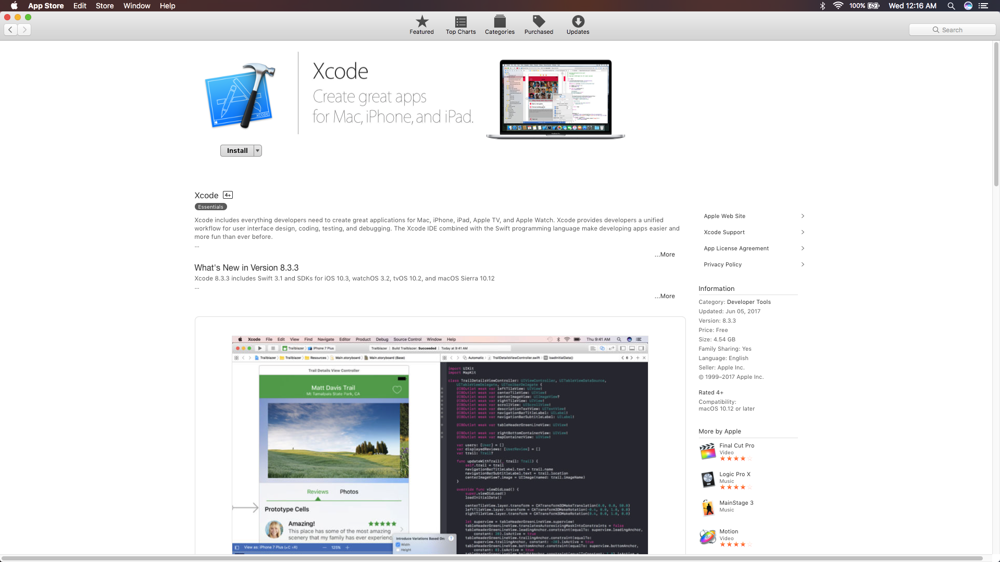 App Store Edit Store Window Help
100% Wed 12:16 AM
Featured Top Charts Categories Purchased Updates
Search
XCODE
Xcode
Create great apps
for Mac, iPhone, and iPad.
Install
Xcode 4+
Essentials
Xcode includes everything developers need to create great applications for Mac, iPhone, iPad, Apple TV, and Apple Watch. Xcode provides developers a unified
workflow for user interface design, coding, testing, and debugging. The Xcode IDE combined with the Swift programming language make developing apps easier and
more fun than ever before.
...
...More
What's New in Version 8.3.3
Xcode 8.3.3 includes Swift 3.1 and SDKs for iOS 10.3, watchOS 3.2, tvOS 10.2, and macOS Sierra 10.12
...
...More
Apple Web Site
Xcode Support
App License Agreement
Privacy Policy
Information
Category: Developer Tools
Updated: Jun 05, 2017
Version: 8.3.3
Price: Free
Size: 4.54 GB
Family Sharing: Yes
Language: English
Seller: Apple Inc.
© 1999–2017 Apple Inc.
Rated 4+
Compatibility:
macOS 10.12 or later
More by Apple
Final Cut Pro
Video
Logic Pro X
Music
MainStage 3
Music
Motion
Video
Xcode File Edit View Find Navigate Editor Product Debug Source Control Window Help
Thu 9:41 AM
Trailblazer iPhone 7 Plus
Trailblazer | Build Trailblazer: Succeeded | Today at 9:41 AM
Trailblazer Trailblazer Resources Main.storyboard Main.storyboard (Base)
Automatic TrailDetailsViewController.swift loadInitialData() 6
Trail Details View Controller
Matt Davis Trail
Mt Tamalpais State Park, CA
Reviews Photos
Prototype Cells
Amazing!
This place has some of the most amazing
scenery that my family has ever experienc
View as: iPhone 7 Plus
125%
Introduce Variations Based On: ?
Width
Height
import UIKit
import MapKit
class TrailDetailsViewController: UIViewController, UITableViewDataSource,
UITableViewDelegate, UIToolbarDelegate {
@IBOutlet weak var leftTileView: UIView!
@IBOutlet weak var centerTileView: UIView!
@IBOutlet weak var centerImageView: UIImageView?
@IBOutlet weak var rightTileView: UIView!
@IBOutlet weak var scrollView: UIScrollView!
@IBOutlet weak var descriptionTextView: UITextView!
@IBOutlet weak var navigationBarTitleLabel: UILabel!
@IBOutlet weak var navigationBarSubtitleLabel: UILabel!
@IBOutlet weak var tableHeaderGreenLineView: UIView!
@IBOutlet weak var rightBottomContainerView: UIView!
@IBOutlet weak var mapContainerView: UIView!
var users: [User] = []
var displayedReviews: [UserReview] = []
var trail: Trail?
func updateWithTrail(_ trail: Trail) {
self.trail = trail
navigationBarTitleLabel.text = trail.name
navigationBarSubtitleLabel.text = trail.location
centerImageView?.image = UIImage(named: trail.imageName)
}
override func viewDidLoad() {
super.viewDidLoad()
loadInitialData()
centerTileView.layer.transform = CATransform3DMakeTranslation(0.0, 0.0, 50.0)
leftTileView.layer.transform = CATransform3DMakeRotation(-0.4, 0.0, 1.0, 0.0)
rightTileView.layer.transform = CATransform3DMakeRotation(0.4, 0.0, 1.0, 0.0)
let superview = tableHeaderGreenLineView.superview!
tableHeaderGreenLineView.translatesAutoresizingMaskIntoConstraints = false
tableHeaderGreenLineView.leadingAnchor.constraint(equalTo: superview.leadingAnchor,
constant: 20).isActive = true
tableHeaderGreenLineView.trailingAnchor.constraint(equalTo:
superview.trailingAnchor, constant: -20).isActive = true
tableHeaderGreenLineView.bottomAnchor.constraint(equalTo: superview.bottomAnchor,
constant: 0).isActive = true